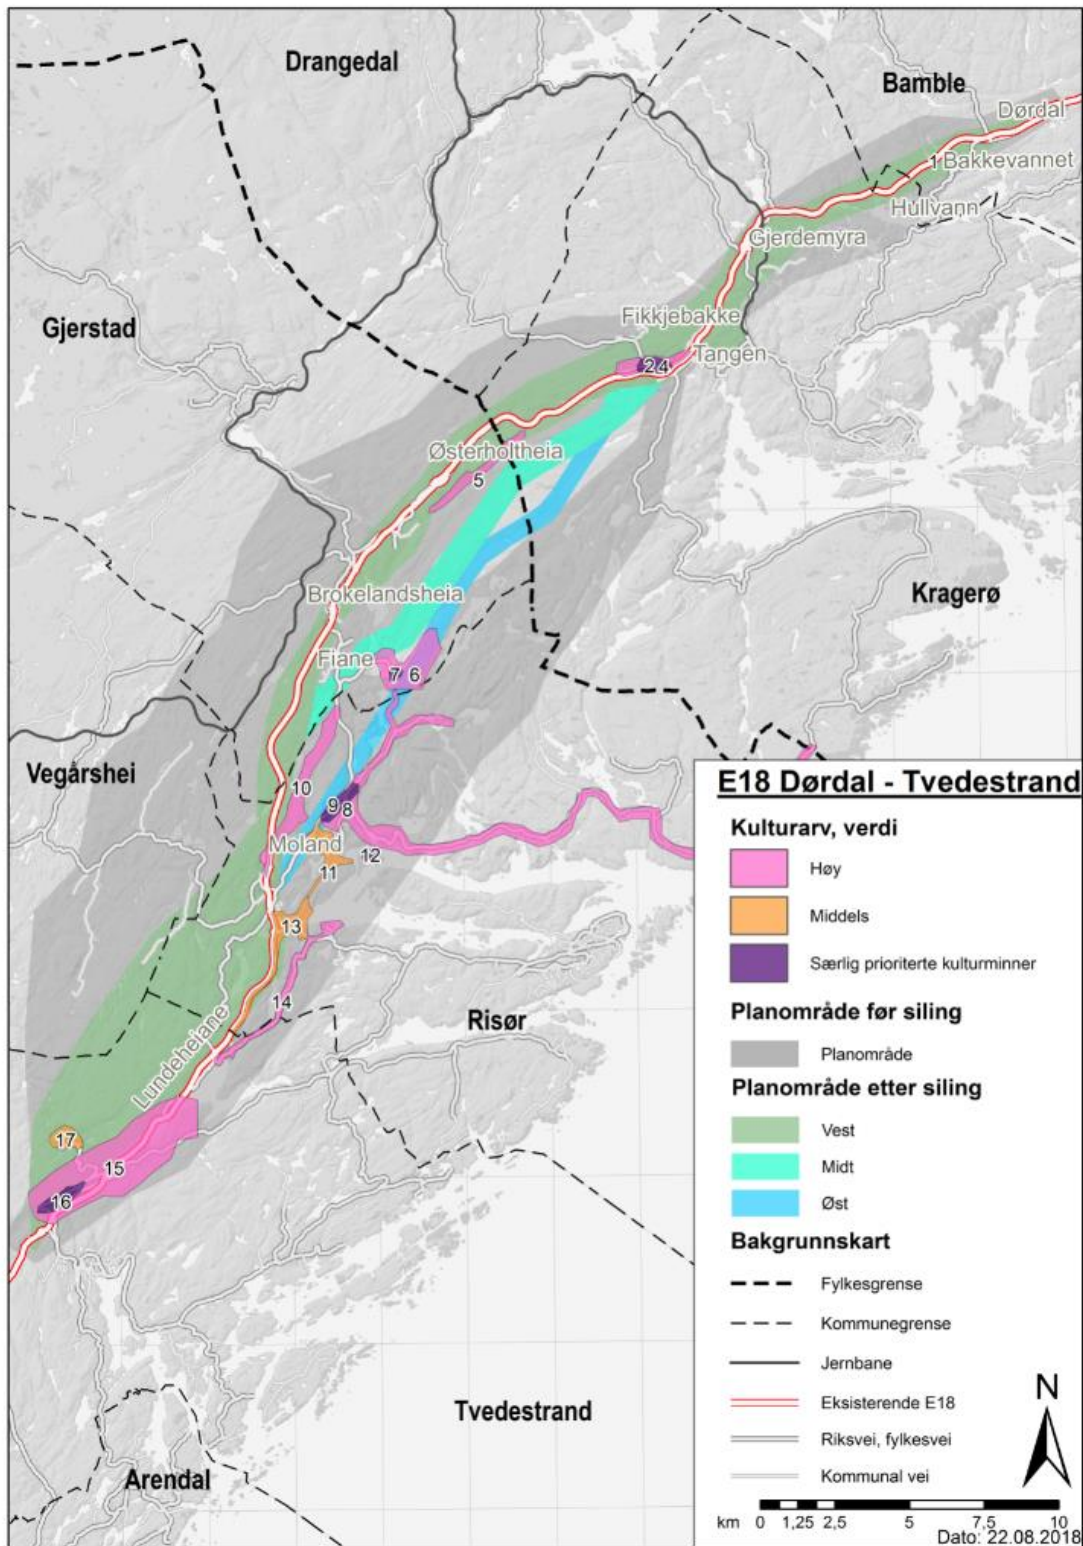 Drangedal
Bamble
Dørdal
1 Bakkevannet
Hullvann
Gjerdemyra
Gjerstad
Fikkjebakke
2 4
Tangen
Østerholtheia
5
Brokelandsheia
Kragerø
Fiane
7 6
Vegårshei
10
9
8
Moland
12
11
13
14
Risør
Lundeheiane
17
15
16
Tvedestrand
Arendal
E18 Dørdal - Tvedestrand
Kulturarv, verdi
Høy
Middels
Særlig prioriterte kulturminner
Planområde før siling
Planområde
Planområde etter siling
Vest
Midt
Øst
Bakgrunnskart
Fylkesgrense
Kommunegrense
Jernbane
Eksisterende E18
Riksvei, fylkesvei
Kommunal vei
N
km 0 1,25 2,5 5 7,5 10
Dato: 22.08.2018